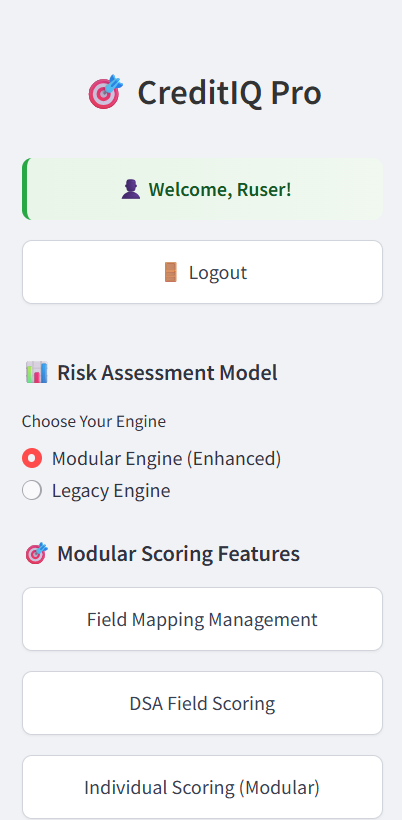 CreditIQ Pro
Welcome, Ruser!
Logout
Risk Assessment Model
Choose Your Engine
Modular Engine (Enhanced)
Legacy Engine
Modular Scoring Features
Field Mapping Management
DSA Field Scoring
Individual Scoring (Modular)